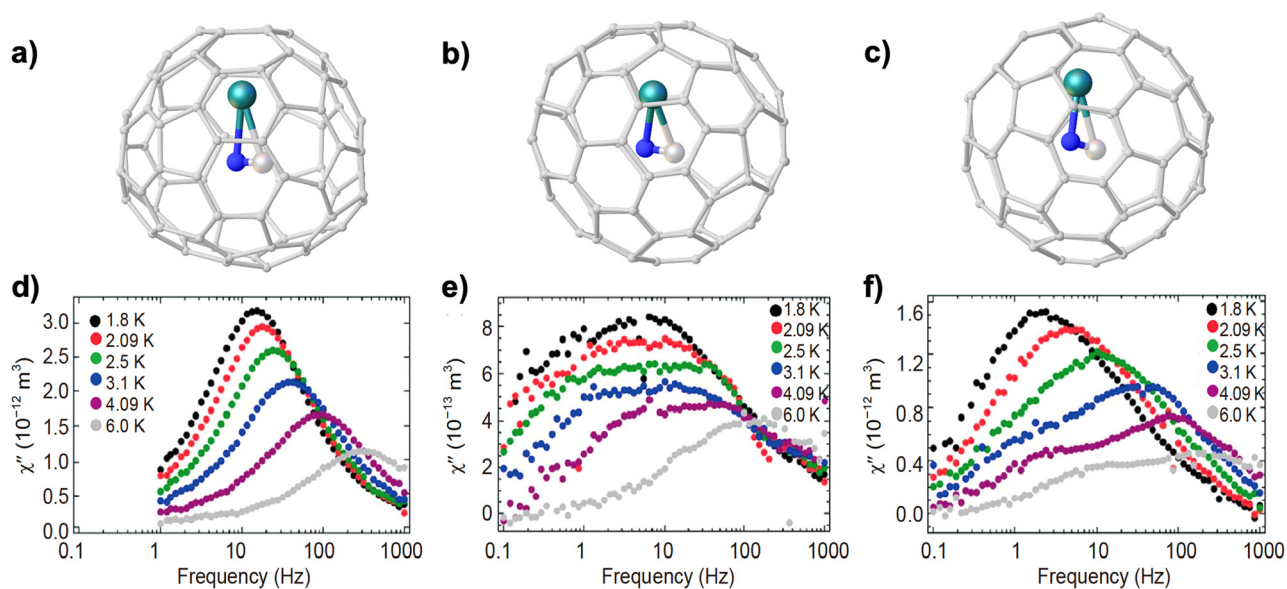 a)
b)
c)
d)
3.0
2.5
2.0
1.5
1.0
0.5
0.0
χ″ (10⁻¹² m³)
1.8 K
2.09 K
2.5 K
3.1 K
4.09 K
6.0 K
0.1 1 10 100 1000
Frequency (Hz)
e)
8
6
4
2
0
χ″ (10⁻¹³ m³)
1.8 K
2.09 K
2.5 K
3.1 K
4.09 K
6.0 K
0.1 1 10 100 1000
Frequency (Hz)
f)
1.6
1.2
0.8
0.4
0.0
χ″ (10⁻¹² m³)
1.8 K
2.09 K
2.5 K
3.1 K
4.09 K
6.0 K
0.1 1 10 100 1000
Frequency (Hz)